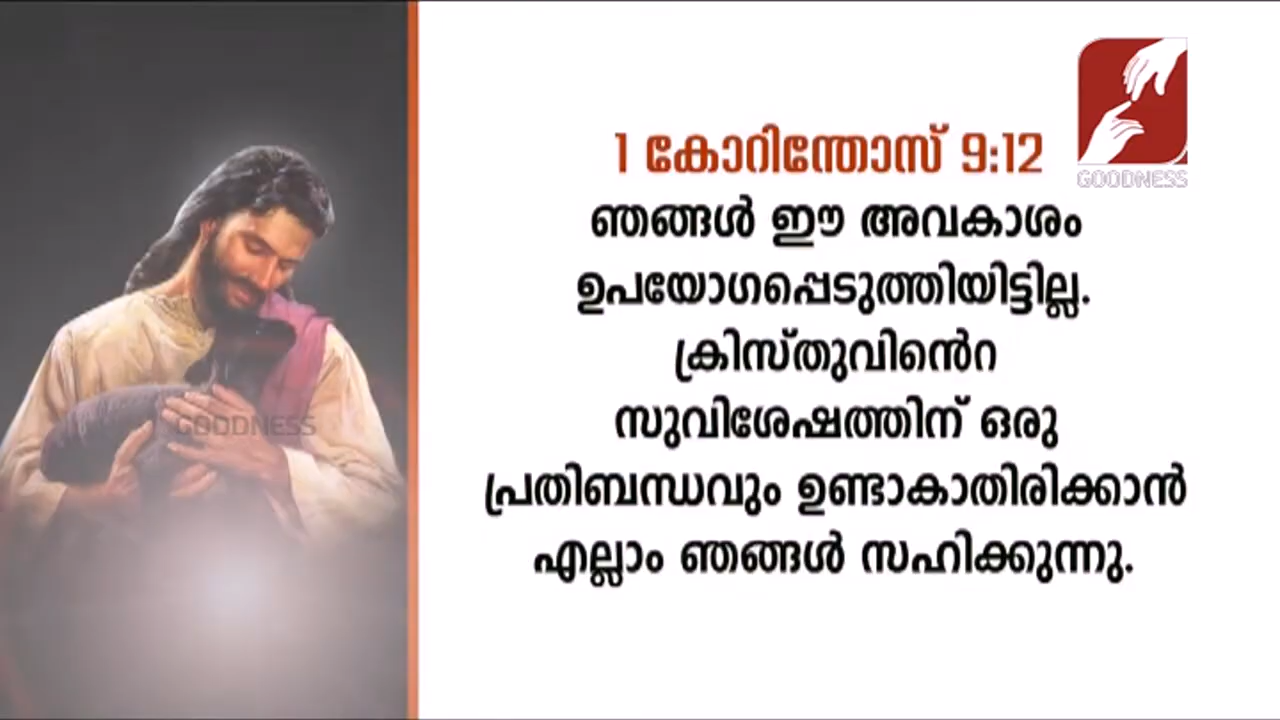 1 കോറിന്തോസ് 9:12
ഞങ്ങൾ ഈ അവകാശം
ഉപയോഗപ്പെടുത്തിയിട്ടില്ല.
ക്രിസ്തുവിൻെറ
സുവിശേഷത്തിന് ഒരു
പ്രതിബന്ധവും ഉണ്ടാകാതിരിക്കാൻ
എല്ലാം ഞങ്ങൾ സഹിക്കുന്നു.
GOODNESS
GOODNESS